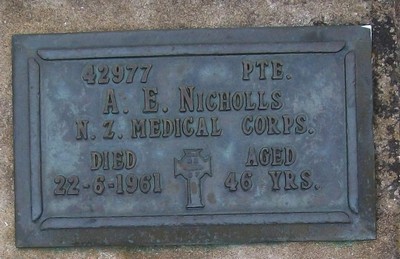 42977 PTE.
A. E. NICHOLLS
N. Z. MEDICAL CORPS.
DIED AGED
22-6-1961 46 YRS.